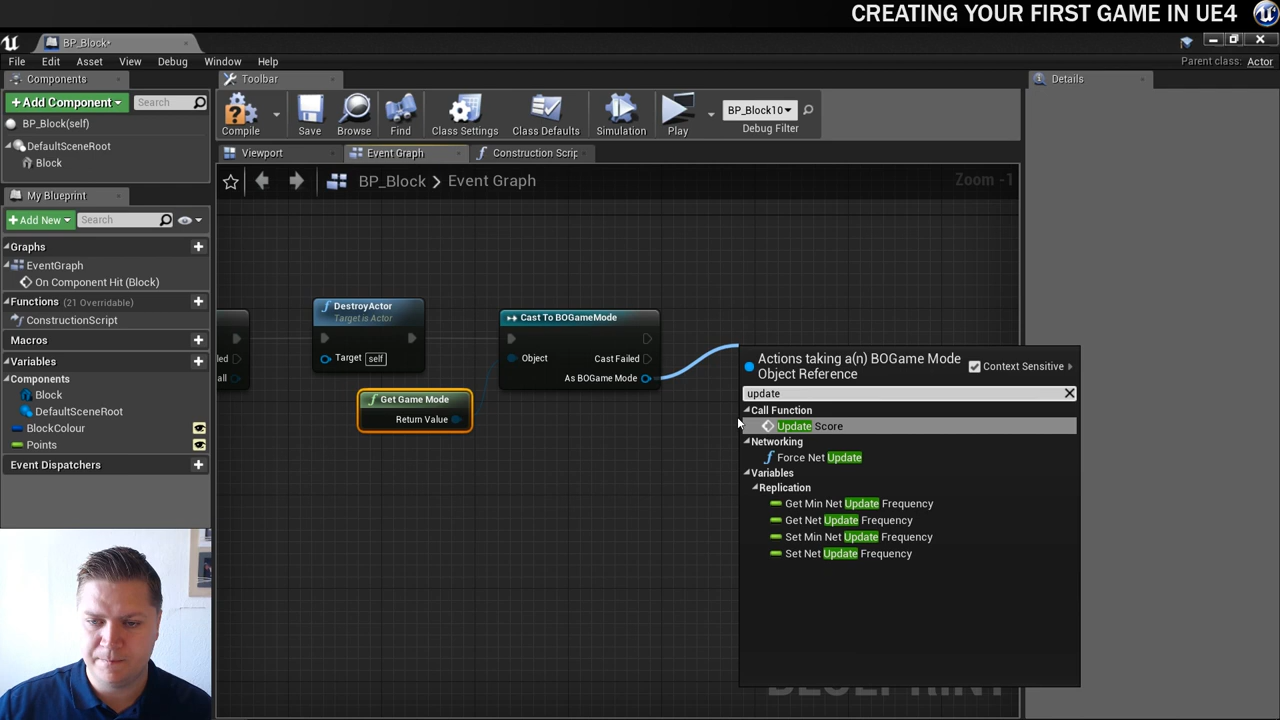 CREATING YOUR FIRST GAME IN UE4
BP_Block*
File Edit Asset View Debug Window Help
Parent class: Actor
Components
Toolbar
Details
+Add Component
Search
BP_Block(self)
DefaultSceneRoot
Block
Compile
Save
Browse
Find
Class Settings
Class Defaults
Simulation
Play
BP_Block10
Debug Filter
Viewport
Event Graph
Construction Scrip
My Blueprint
+Add New
Search
BP_Block > Event Graph
Zoom -1
Graphs
EventGraph
On Component Hit (Block)
Functions (21 Overridable)
ConstructionScript
Macros
Variables
Components
Block
DefaultSceneRoot
BlockColour
Points
Event Dispatchers
DestroyActor
Target is Actor
Target self
Get Game Mode
Return Value
Cast To BOGameMode
Object
Cast Failed
As BOGame Mode
Actions taking a(n) BOGame Mode
Object Reference
Context Sensitive
update
Call Function
Update Score
Networking
Force Net Update
Variables
Replication
Get Min Net Update Frequency
Get Net Update Frequency
Set Min Net Update Frequency
Set Net Update Frequency